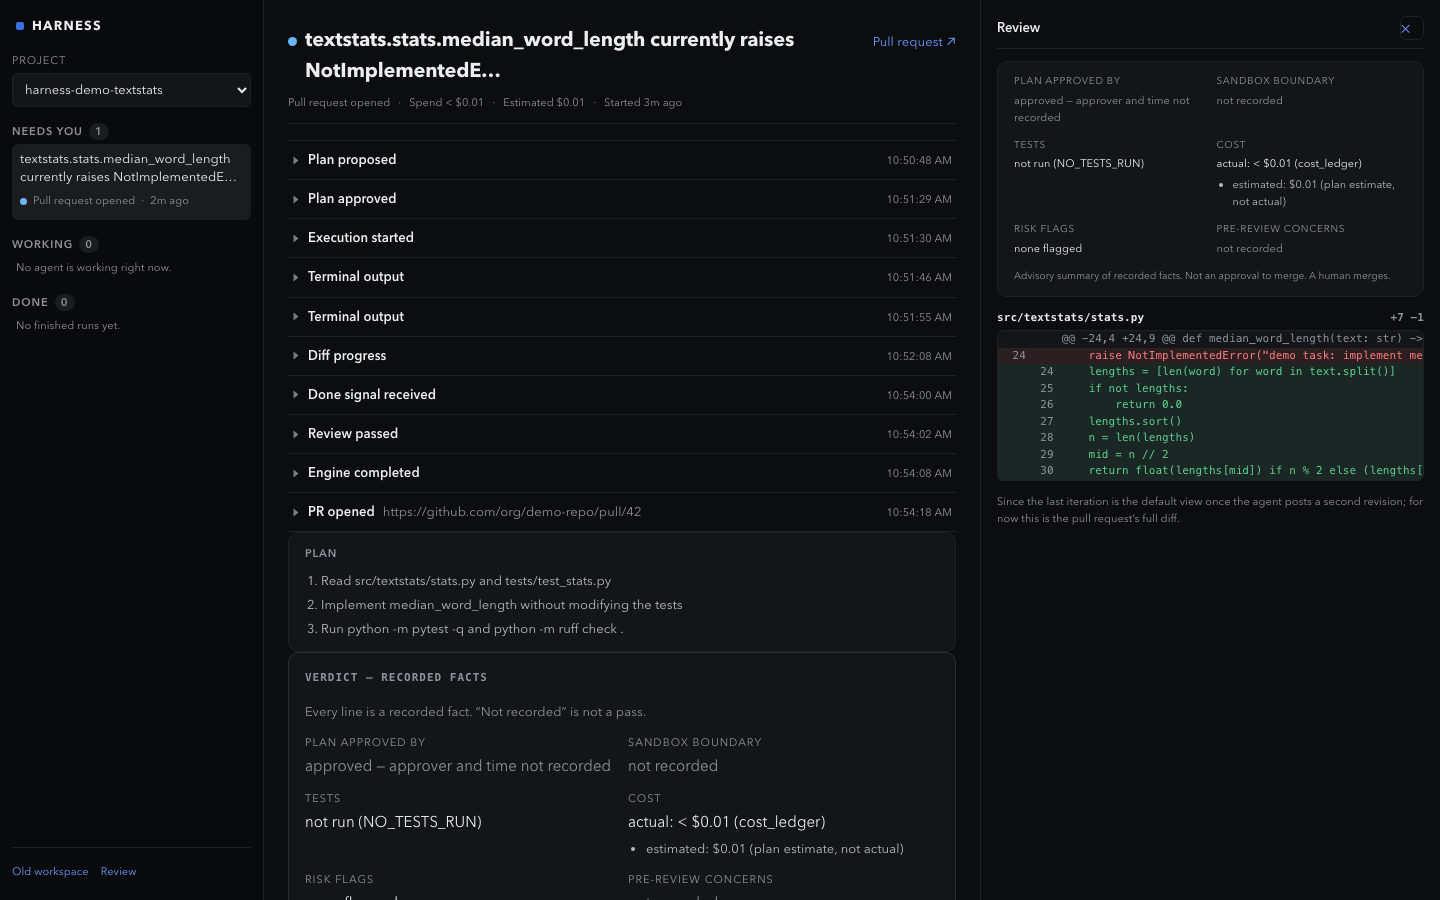 HARNESS
PROJECT
harness-demo-textstats
NEEDS YOU 1
textstats.stats.median_word_length
currently raises NotImplementedE…
Pull request opened · 2m ago
WORKING 0
No agent is working right now.
DONE 0
No finished runs yet.
Old workspace Review
textstats.stats.median_word_length currently raises
NotImplementedE…
Pull request ↗
Pull request opened · Spend < $0.01 · Estimated $0.01 · Started 3m ago
Plan proposed 10:50:48 AM
Plan approved 10:51:29 AM
Execution started 10:51:30 AM
Terminal output 10:51:46 AM
Terminal output 10:51:55 AM
Diff progress 10:52:08 AM
Done signal received 10:54:00 AM
Review passed 10:54:02 AM
Engine completed 10:54:08 AM
PR opened https://github.com/org/demo-repo/pull/42 10:54:18 AM
PLAN
1. Read src/textstats/stats.py and tests/test_stats.py
2. Implement median_word_length without modifying the tests
3. Run python -m pytest -q and python -m ruff check .
VERDICT — RECORDED FACTS
Every line is a recorded fact. “Not recorded” is not a pass.
PLAN APPROVED BY SANDBOX BOUNDARY
approved — approver and time not recorded not recorded
TESTS COST
not run (NO_TESTS_RUN) actual: < $0.01 (cost_ledger)
• estimated: $0.01 (plan estimate, not actual)
RISK FLAGS PRE-REVIEW CONCERNS
Review
PLAN APPROVED BY SANDBOX BOUNDARY
approved — approver and time not not recorded
recorded
TESTS COST
not run (NO_TESTS_RUN) actual: < $0.01 (cost_ledger)
• estimated: $0.01 (plan estimate,
not actual)
RISK FLAGS PRE-REVIEW CONCERNS
none flagged not recorded
Advisory summary of recorded facts. Not an approval to merge. A human merges.
src/textstats/stats.py +7 −1
@@ −24,4 +24,9 @@ def median_word_length(text: str) −>
24 raise NotImplementedError("demo task: implement me
24 lengths = [len(word) for word in text.split()]
25 if not lengths:
26 return 0.0
27 lengths.sort()
28 n = len(lengths)
29 mid = n // 2
30 return float(lengths[mid]) if n % 2 else (lengths[
Since the last iteration is the default view once the agent posts a second revision; for
now this is the pull request’s full diff.